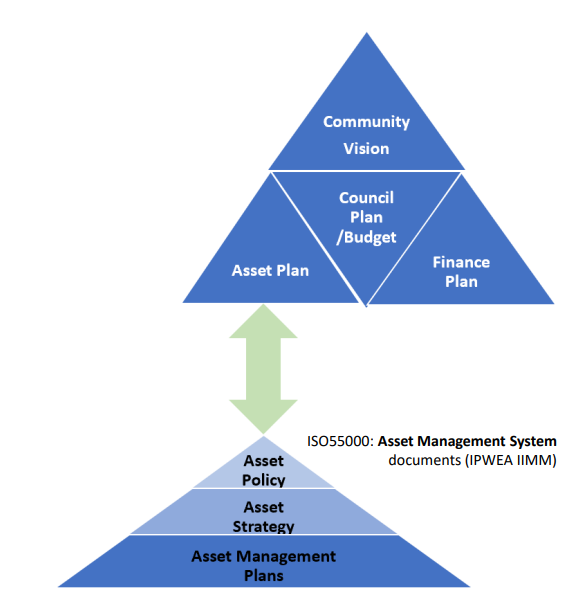 Community
Vision
Council
Plan
/Budget
Asset Plan
Finance
Plan
ISO55000: Asset Management System
documents (IPWEA IIMM)
Asset
Policy
Asset
Strategy
Asset Management
Plans